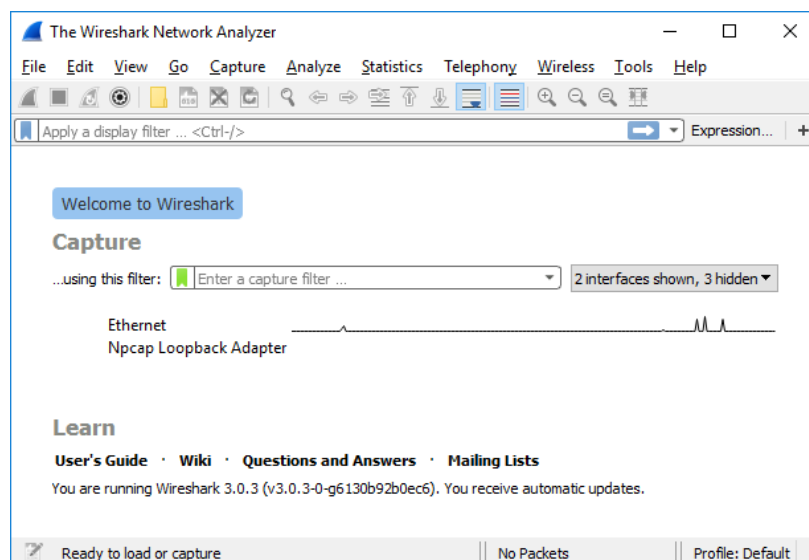 The Wireshark Network Analyzer
File Edit View Go Capture Analyze Statistics Telephony Wireless Tools Help
Apply a display filter ... <Ctrl-/> Expression... +
Welcome to Wireshark
Capture
...using this filter: Enter a capture filter ... 2 interfaces shown, 3 hidden
Ethernet
Npcap Loopback Adapter
Learn
User's Guide · Wiki · Questions and Answers · Mailing Lists
You are running Wireshark 3.0.3 (v3.0.3-0-g6130b92b0ec6). You receive automatic updates.
Ready to load or capture No Packets Profile: Default